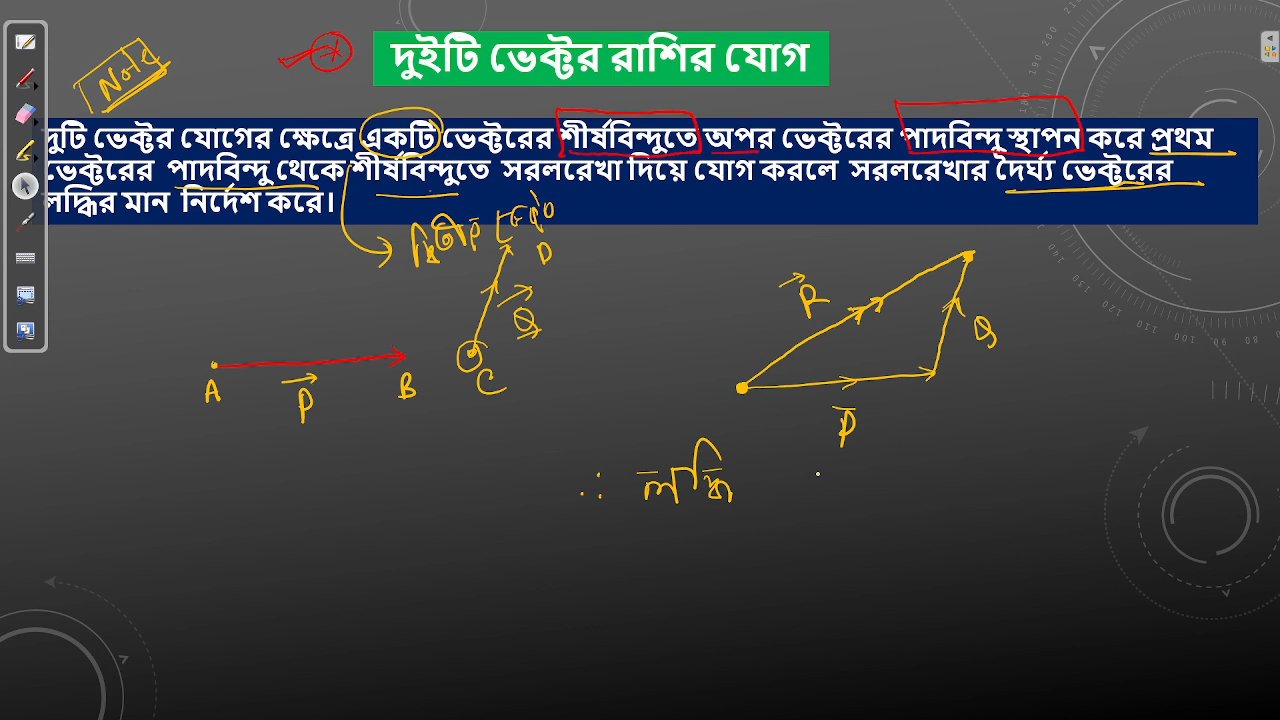 দুইটি ভেক্টর রাশির যোগ
Note
দুটি ভেক্টর যোগের ক্ষেত্রে একটি ভেক্টরের শীর্ষবিন্দুতে অপর ভেক্টরের পাদবিন্দু স্থাপন করে প্রথম
ভেক্টরের পাদবিন্দু থেকে শীর্ষবিন্দুতে সরলরেখা দিয়ে যোগ করলে সরলরেখার দৈর্ঘ্য ভেক্টরের
লদ্ধির মান নির্দেশ করে।
D
R
Q
Q
A
P
B
C
P
∴ লব্ধি